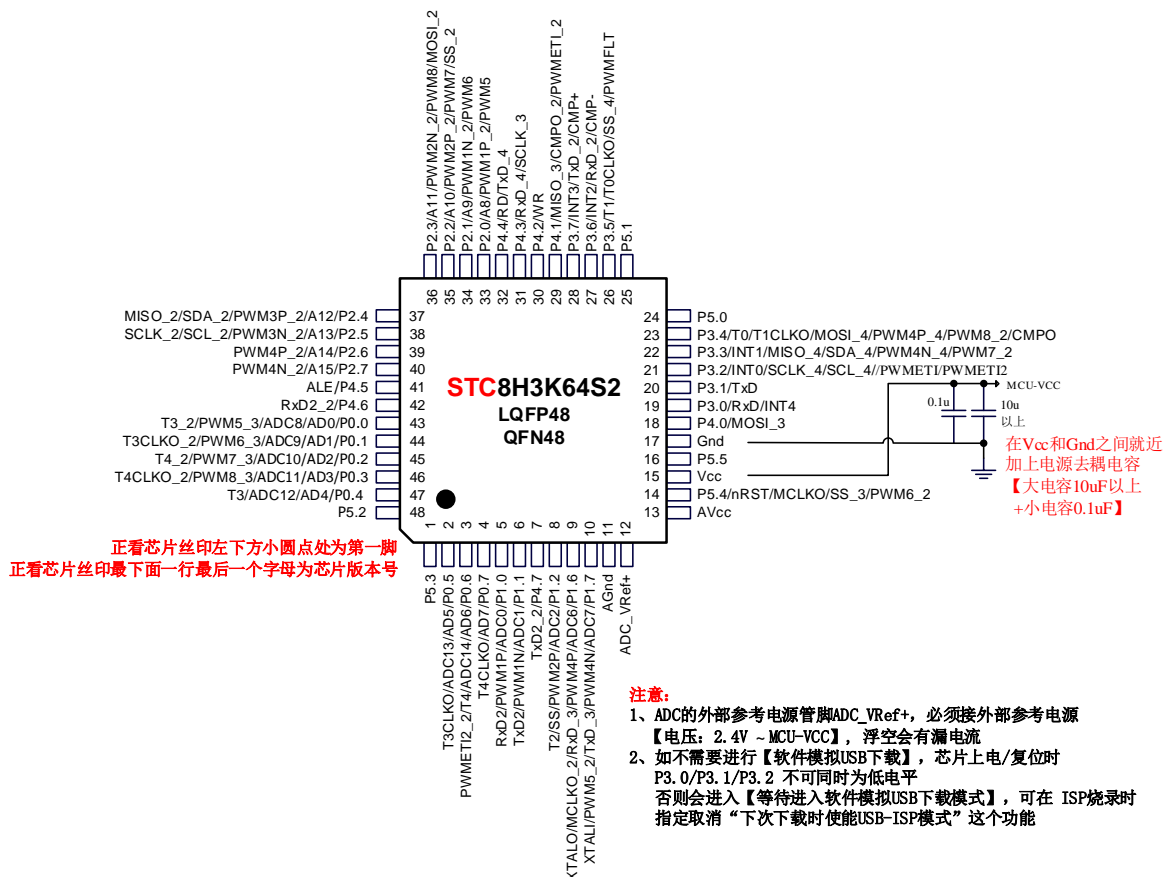 P2.3/A11/PWM2N_2/PWM8/MOSI_2
P2.2/A10/PWM2P_2/PWM7/SS_2
P2.1/A9/PWM1N_2/PWM6
P2.0/A8/PWM1P_2/PWM5
P4.4/RD/TxD_4
P4.3/RxD_4/SCLK_3
P4.2/WR
P4.1/MISO_3/CMPO_2/PWMETI_2
P3.7/INT3/TxD_2/CMP+
P3.6/INT2/RxD_2/CMP-
P3.5/T1/T0CLKO/SS_4/PWMFLT
P5.1
36 35 34 33 32 31 30 29 28 27 26 25
MISO_2/SDA_2/PWM3P_2/A12/P2.4 37
SCLK_2/SCL_2/PWM3N_2/A13/P2.5 38
PWM4P_2/A14/P2.6 39
PWM4N_2/A15/P2.7 40
ALE/P4.5 41
RxD2_2/P4.6 42
T3_2/PWM5_3/ADC8/AD0/P0.0 43
T3CLKO_2/PWM6_3/ADC9/AD1/P0.1 44
T4_2/PWM7_3/ADC10/AD2/P0.2 45
T4CLKO_2/PWM8_3/ADC11/AD3/P0.3 46
T3/ADC12/AD4/P0.4 47
P5.2 48
STC8H3K64S2
LQFP48
QFN48
24 P5.0
23 P3.4/T0/T1CLKO/MOSI_4/PWM4P_4/PWM8_2/CMPO
22 P3.3/INT1/MISO_4/SDA_4/PWM4N_4/PWM7_2
21 P3.2/INT0/SCLK_4/SCL_4//PWMETI/PWMETI2
20 P3.1/TxD
19 P3.0/RxD/INT4
18 P4.0/MOSI_3
17 Gnd
16 P5.5
15 Vcc
14 P5.4/nRST/MCLKO/SS_3/PWM6_2
13 AVcc
MCU-VCC
0.1u
10u
以上
在Vcc和Gnd之间就近
加上电源去耦电容
【大电容10uF以上
+小电容0.1uF】
正看芯片丝印左下方小圆点处为第一脚
正看芯片丝印最下面一行最后一个字母为芯片版本号
1 2 3 4 5 6 7 8 9 10 11 12
P5.3
T3CLKO/ADC13/AD5/P0.5
PWMETI2_2/T4/ADC14/AD6/P0.6
T4CLKO/AD7/P0.7
RxD2/PWM1P/ADC0/P1.0
TxD2/PWM1N/ADC1/P1.1
TxD2_2/P4.7
T2/SS/PWM2P/ADC2/P1.2
XTALO/MCLKO_2/RxD_3/PWM4P/ADC6/P1.6
XTALI/PWM5_2/TxD_3/PWM4N/ADC7/P1.7
AGnd
ADC_VRef+
注意：
1、ADC的外部参考电源管脚ADC_VRef+，必须接外部参考电源
【电压：2.4V ~ MCU-VCC】，浮空会有漏电流
2、如不需要进行【软件模拟USB下载】，芯片上电/复位时
P3.0/P3.1/P3.2 不可同时为低电平
否则会进入【等待进入软件模拟USB下载模式】，可在 ISP烧录时
指定取消“下次下载时使能USB-ISP模式”这个功能